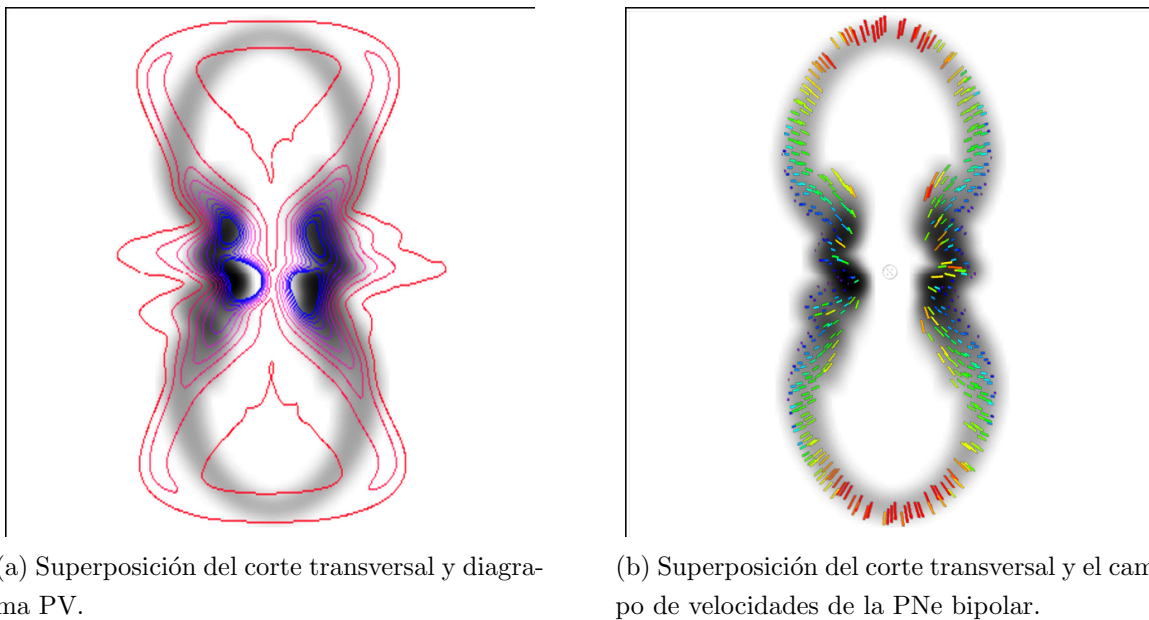 (a) Superposición del corte transversal y diagra-
ma PV.
(b) Superposición del corte transversal y el cam-
po de velocidades de la PNe bipolar.